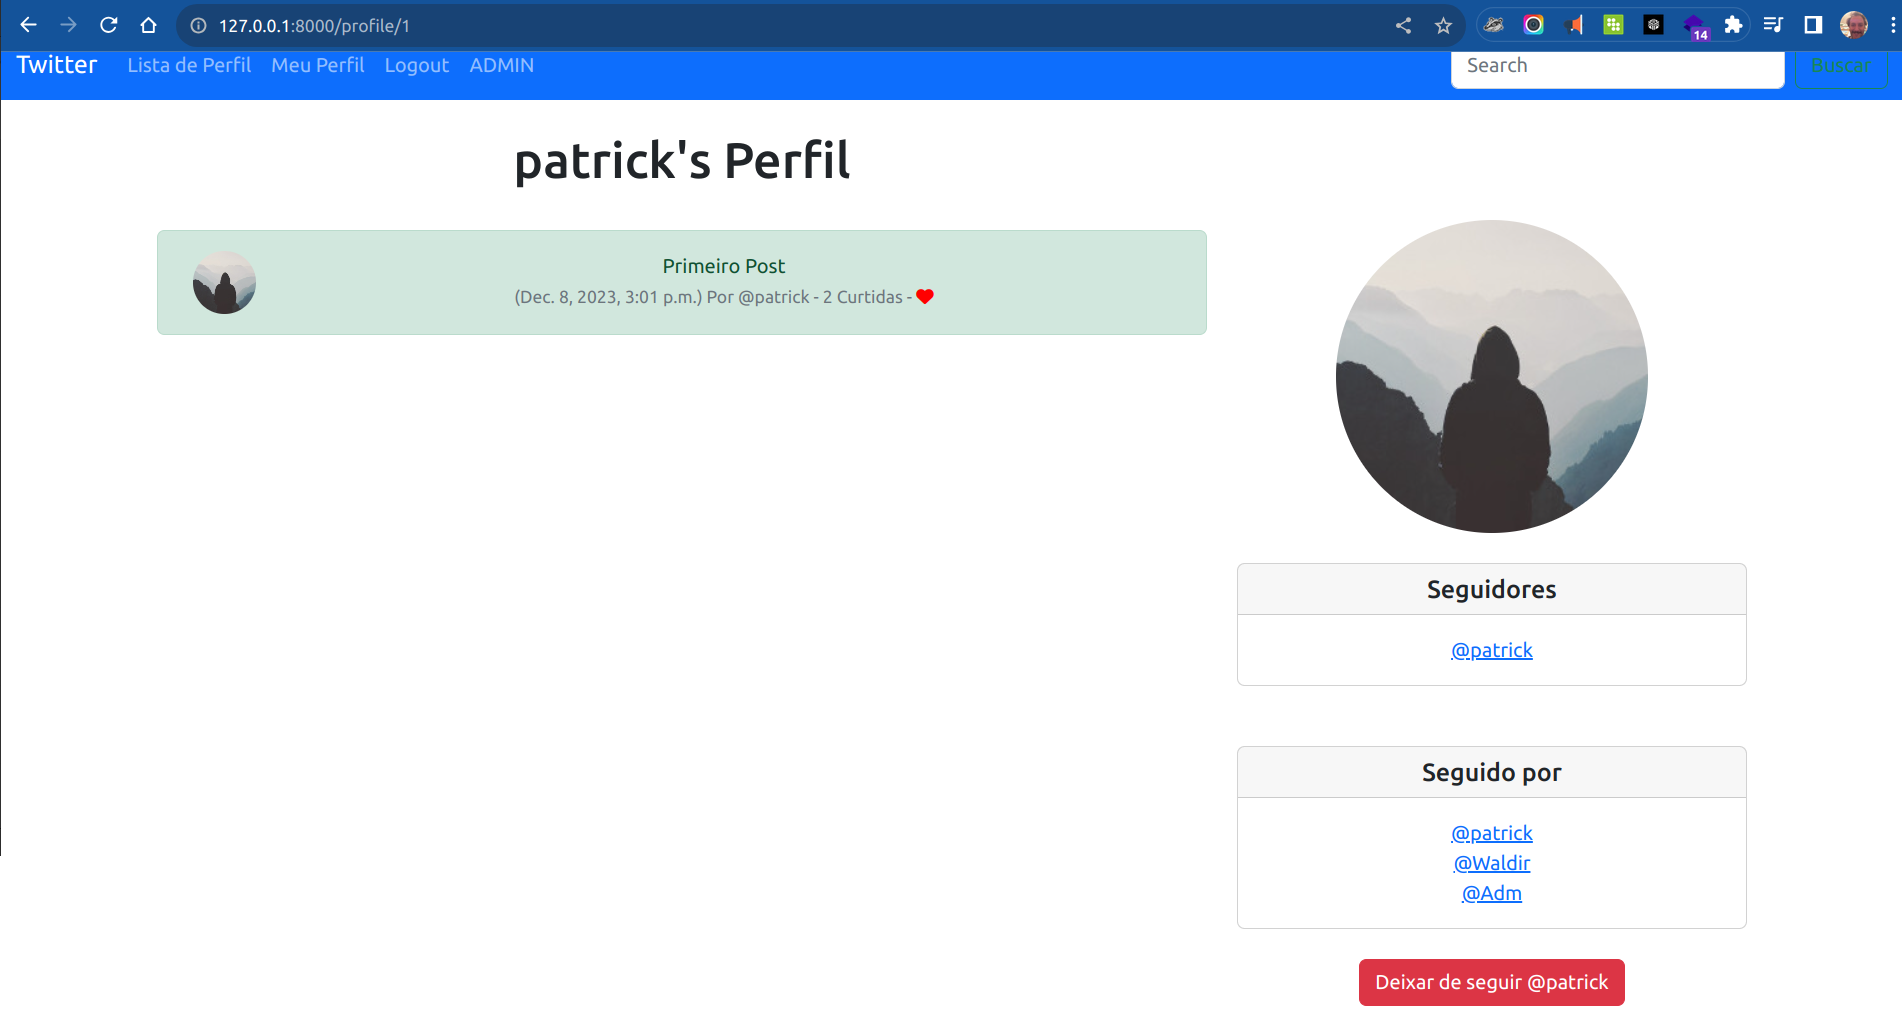 127.0.0.1:8000/profile/1
14
Twitter Lista de Perfil Meu Perfil Logout ADMIN Search Buscar
patrick's Perfil
Primeiro Post
(Dec. 8, 2023, 3:01 p.m.) Por @patrick - 2 Curtidas -
Seguidores
@patrick
Seguido por
@patrick
@Waldir
@Adm
Deixar de seguir @patrick